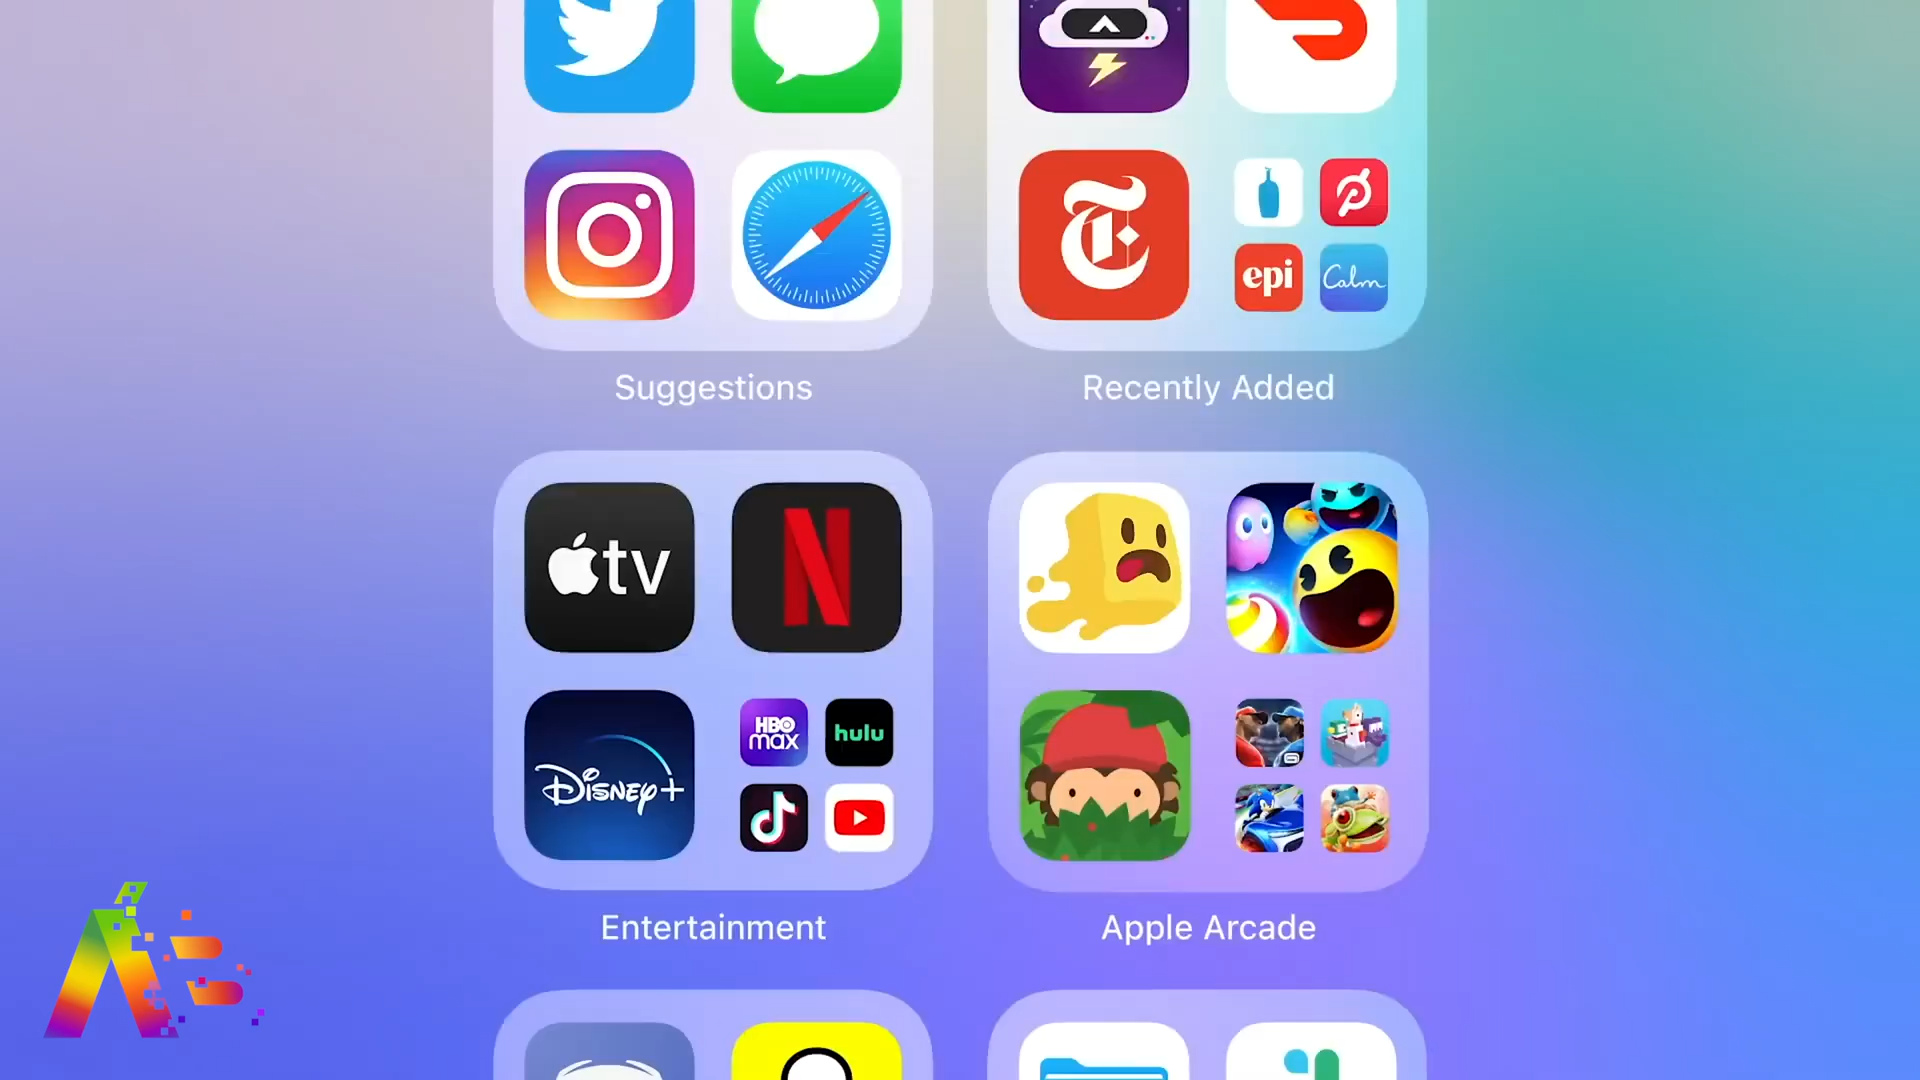 epi
Calm
Suggestions
Recently Added
tv
N
Disney+
HBO
max
hulu
Entertainment
Apple Arcade